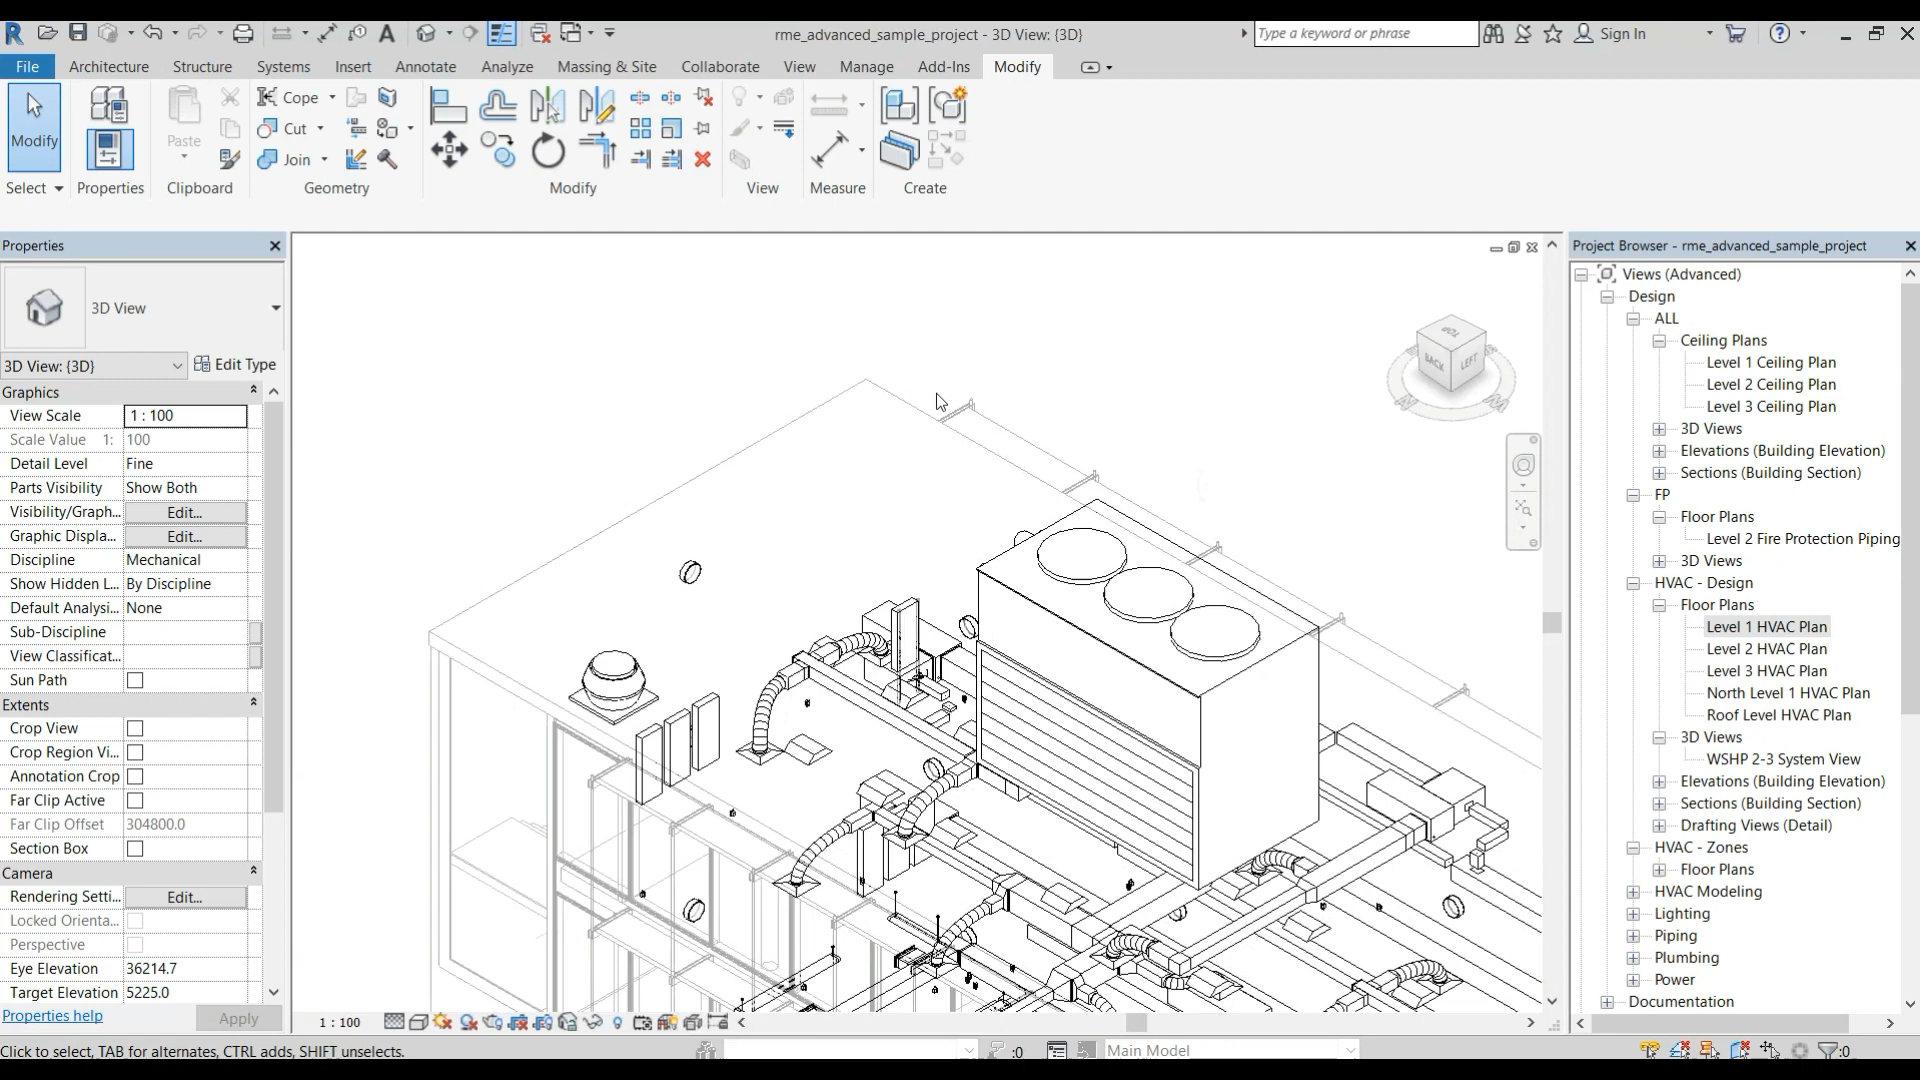 rme_advanced_sample_project - 3D View: {3D}
Type a keyword or phrase
Sign In
File
Architecture
Structure
Systems
Insert
Annotate
Analyze
Massing & Site
Collaborate
View
Manage
Add-Ins
Modify
Modify
Paste
Cope
Cut
Join
Select
Properties
Clipboard
Geometry
Modify
View
Measure
Create
Properties
3D View
3D View: {3D}
Edit Type
Graphics
View Scale
1 : 100
Scale Value 1:
100
Detail Level
Fine
Parts Visibility
Show Both
Visibility/Graph...
Edit...
Graphic Displa...
Edit...
Discipline
Mechanical
Show Hidden L...
By Discipline
Default Analysi...
None
Sub-Discipline
View Classificat...
Sun Path
Extents
Crop View
Crop Region Vi...
Annotation Crop
Far Clip Active
Far Clip Offset
304800.0
Section Box
Camera
Rendering Setti...
Edit...
Locked Orienta...
Perspective
Eye Elevation
36214.7
Target Elevation
5225.0
Properties help
Apply
TOP
BACK
LEFT
1 : 100
Project Browser - rme_advanced_sample_project
Views (Advanced)
Design
ALL
Ceiling Plans
Level 1 Ceiling Plan
Level 2 Ceiling Plan
Level 3 Ceiling Plan
3D Views
Elevations (Building Elevation)
Sections (Building Section)
FP
Floor Plans
Level 2 Fire Protection Piping
3D Views
HVAC - Design
Floor Plans
Level 1 HVAC Plan
Level 2 HVAC Plan
Level 3 HVAC Plan
North Level 1 HVAC Plan
Roof Level HVAC Plan
3D Views
WSHP 2-3 System View
Elevations (Building Elevation)
Sections (Building Section)
Drafting Views (Detail)
HVAC - Zones
Floor Plans
HVAC Modeling
Lighting
Piping
Plumbing
Power
Documentation
Click to select, TAB for alternates, CTRL adds, SHIFT unselects.
:0
Main Model
:0